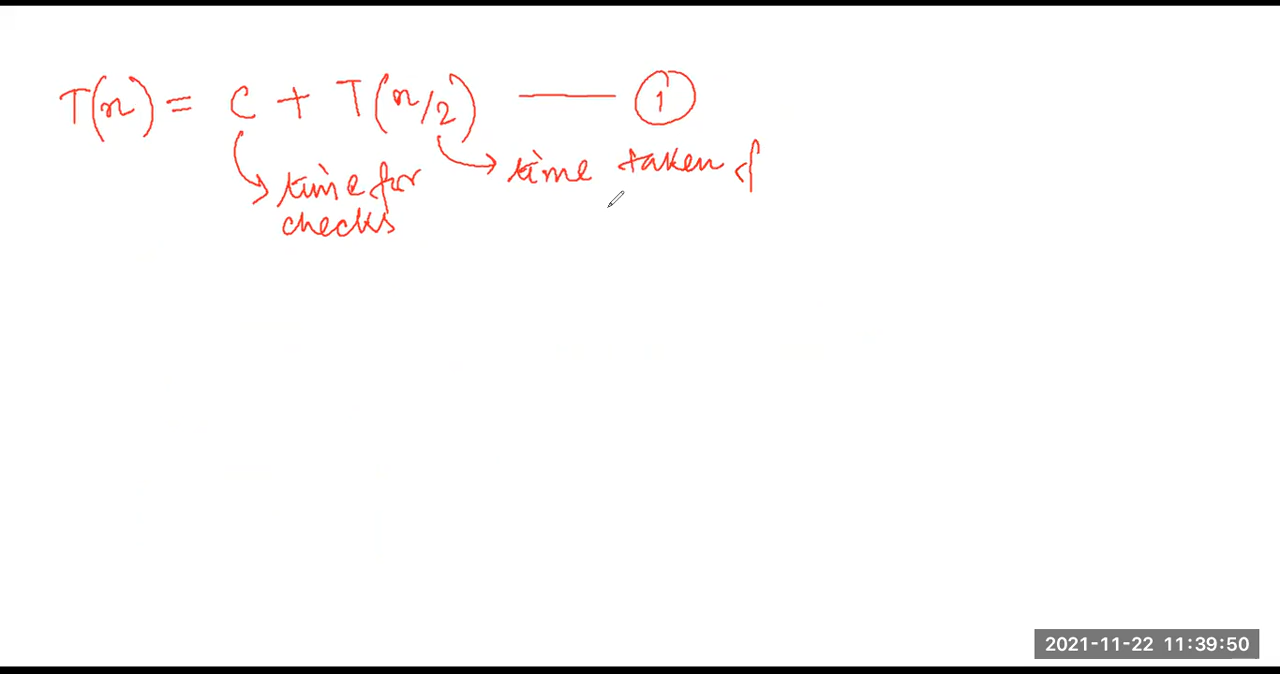 T(n) = C + T(n/2) —— ①
time for
checks
time taken
2021-11-22 11:39:50